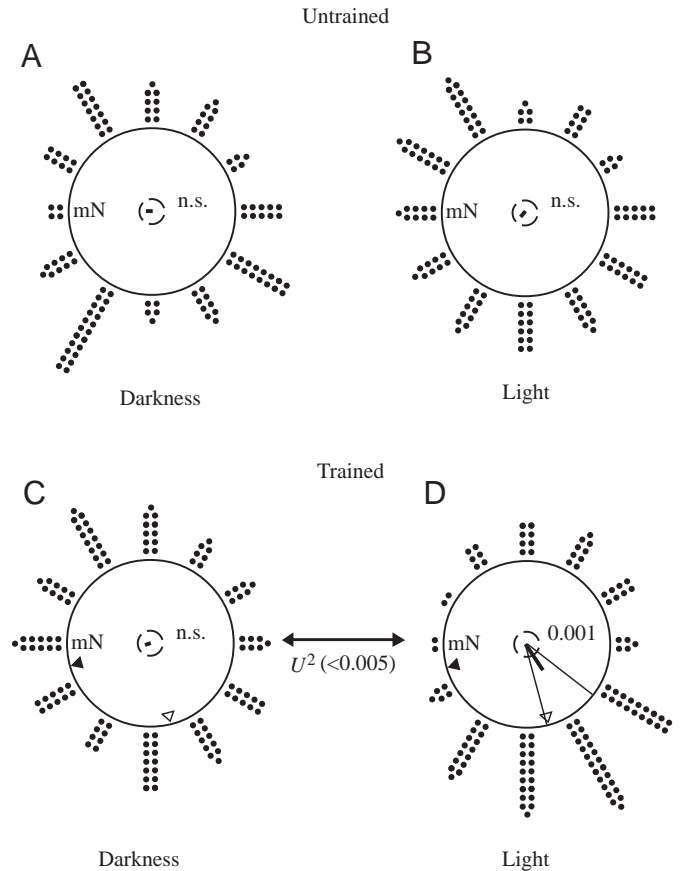 Untrained
A
B
mN
n.s.
mN
n.s.
Darkness
Light
Trained
C
D
mN
n.s.
U² (<0.005)
mN
0.001
Darkness
Light